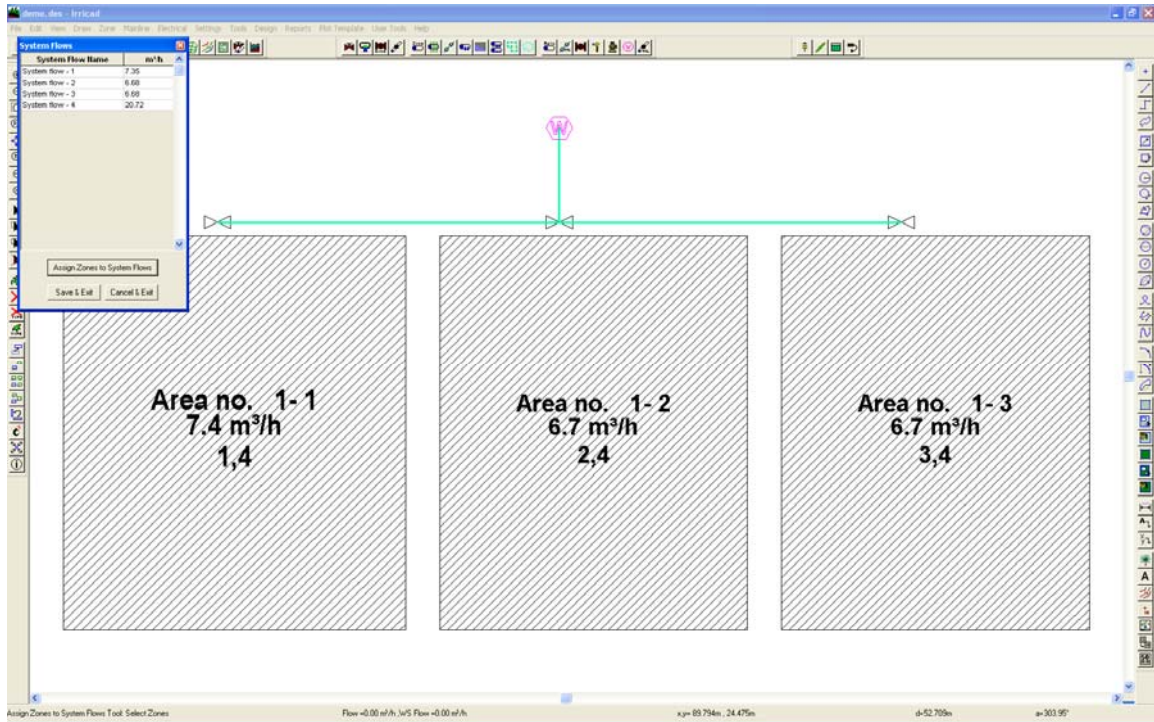 demo.des - Irricad
File Edit View Draw Zone Mainline Electrical Settings Tools Design Reports Plot Template User Tools Help
System Flows
System Flow Name m³/h
System flow - 1 7.35
System flow - 2 6.68
System flow - 3 6.68
System flow - 4 20.72
Assign Zones to System Flows
Save & Exit Cancel & Exit
W
Area no. 1- 1
7.4 m³/h
1,4
Area no. 1- 2
6.7 m³/h
2,4
Area no. 1- 3
6.7 m³/h
3,4
Assign Zones to System Flows Tool: Select Zones Flow =0.00 m³/h ,WS Flow =0.00 m³/h x,y= 89.794m , 24.475m d=52.709m a=303.95°